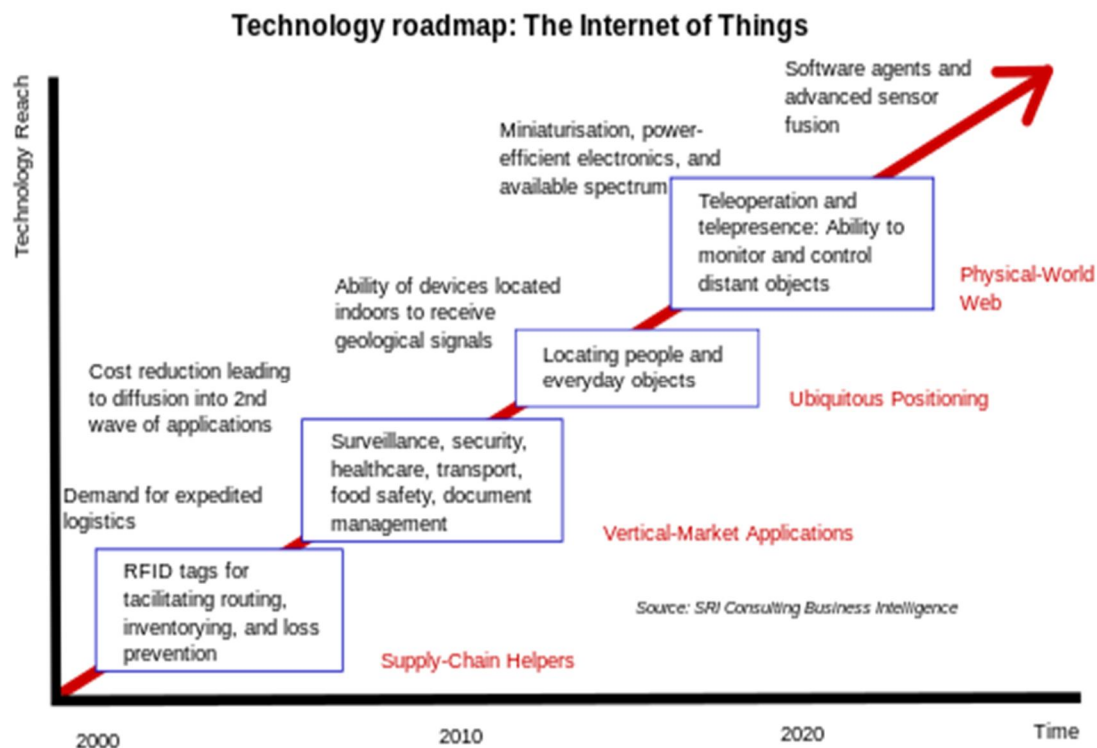 Technology roadmap: The Internet of Things
Technology Reach
Software agents and
advanced sensor
fusion
Miniaturisation, power-
efficient electronics, and
available spectrum
Teleoperation and
telepresence: Ability to
monitor and control
distant objects
Physical-World
Web
Ability of devices located
indoors to receive
geological signals
Locating people and
everyday objects
Ubiquitous Positioning
Cost reduction leading
to diffusion into 2nd
wave of applications
Surveillance, security,
healthcare, transport,
food safety, document
management
Vertical-Market Applications
Demand for expedited
logistics
RFID tags for
tacilitating routing,
inventorying, and loss
prevention
Supply-Chain Helpers
Source: SRI Consulting Business Intelligence
2000
2010
2020
Time